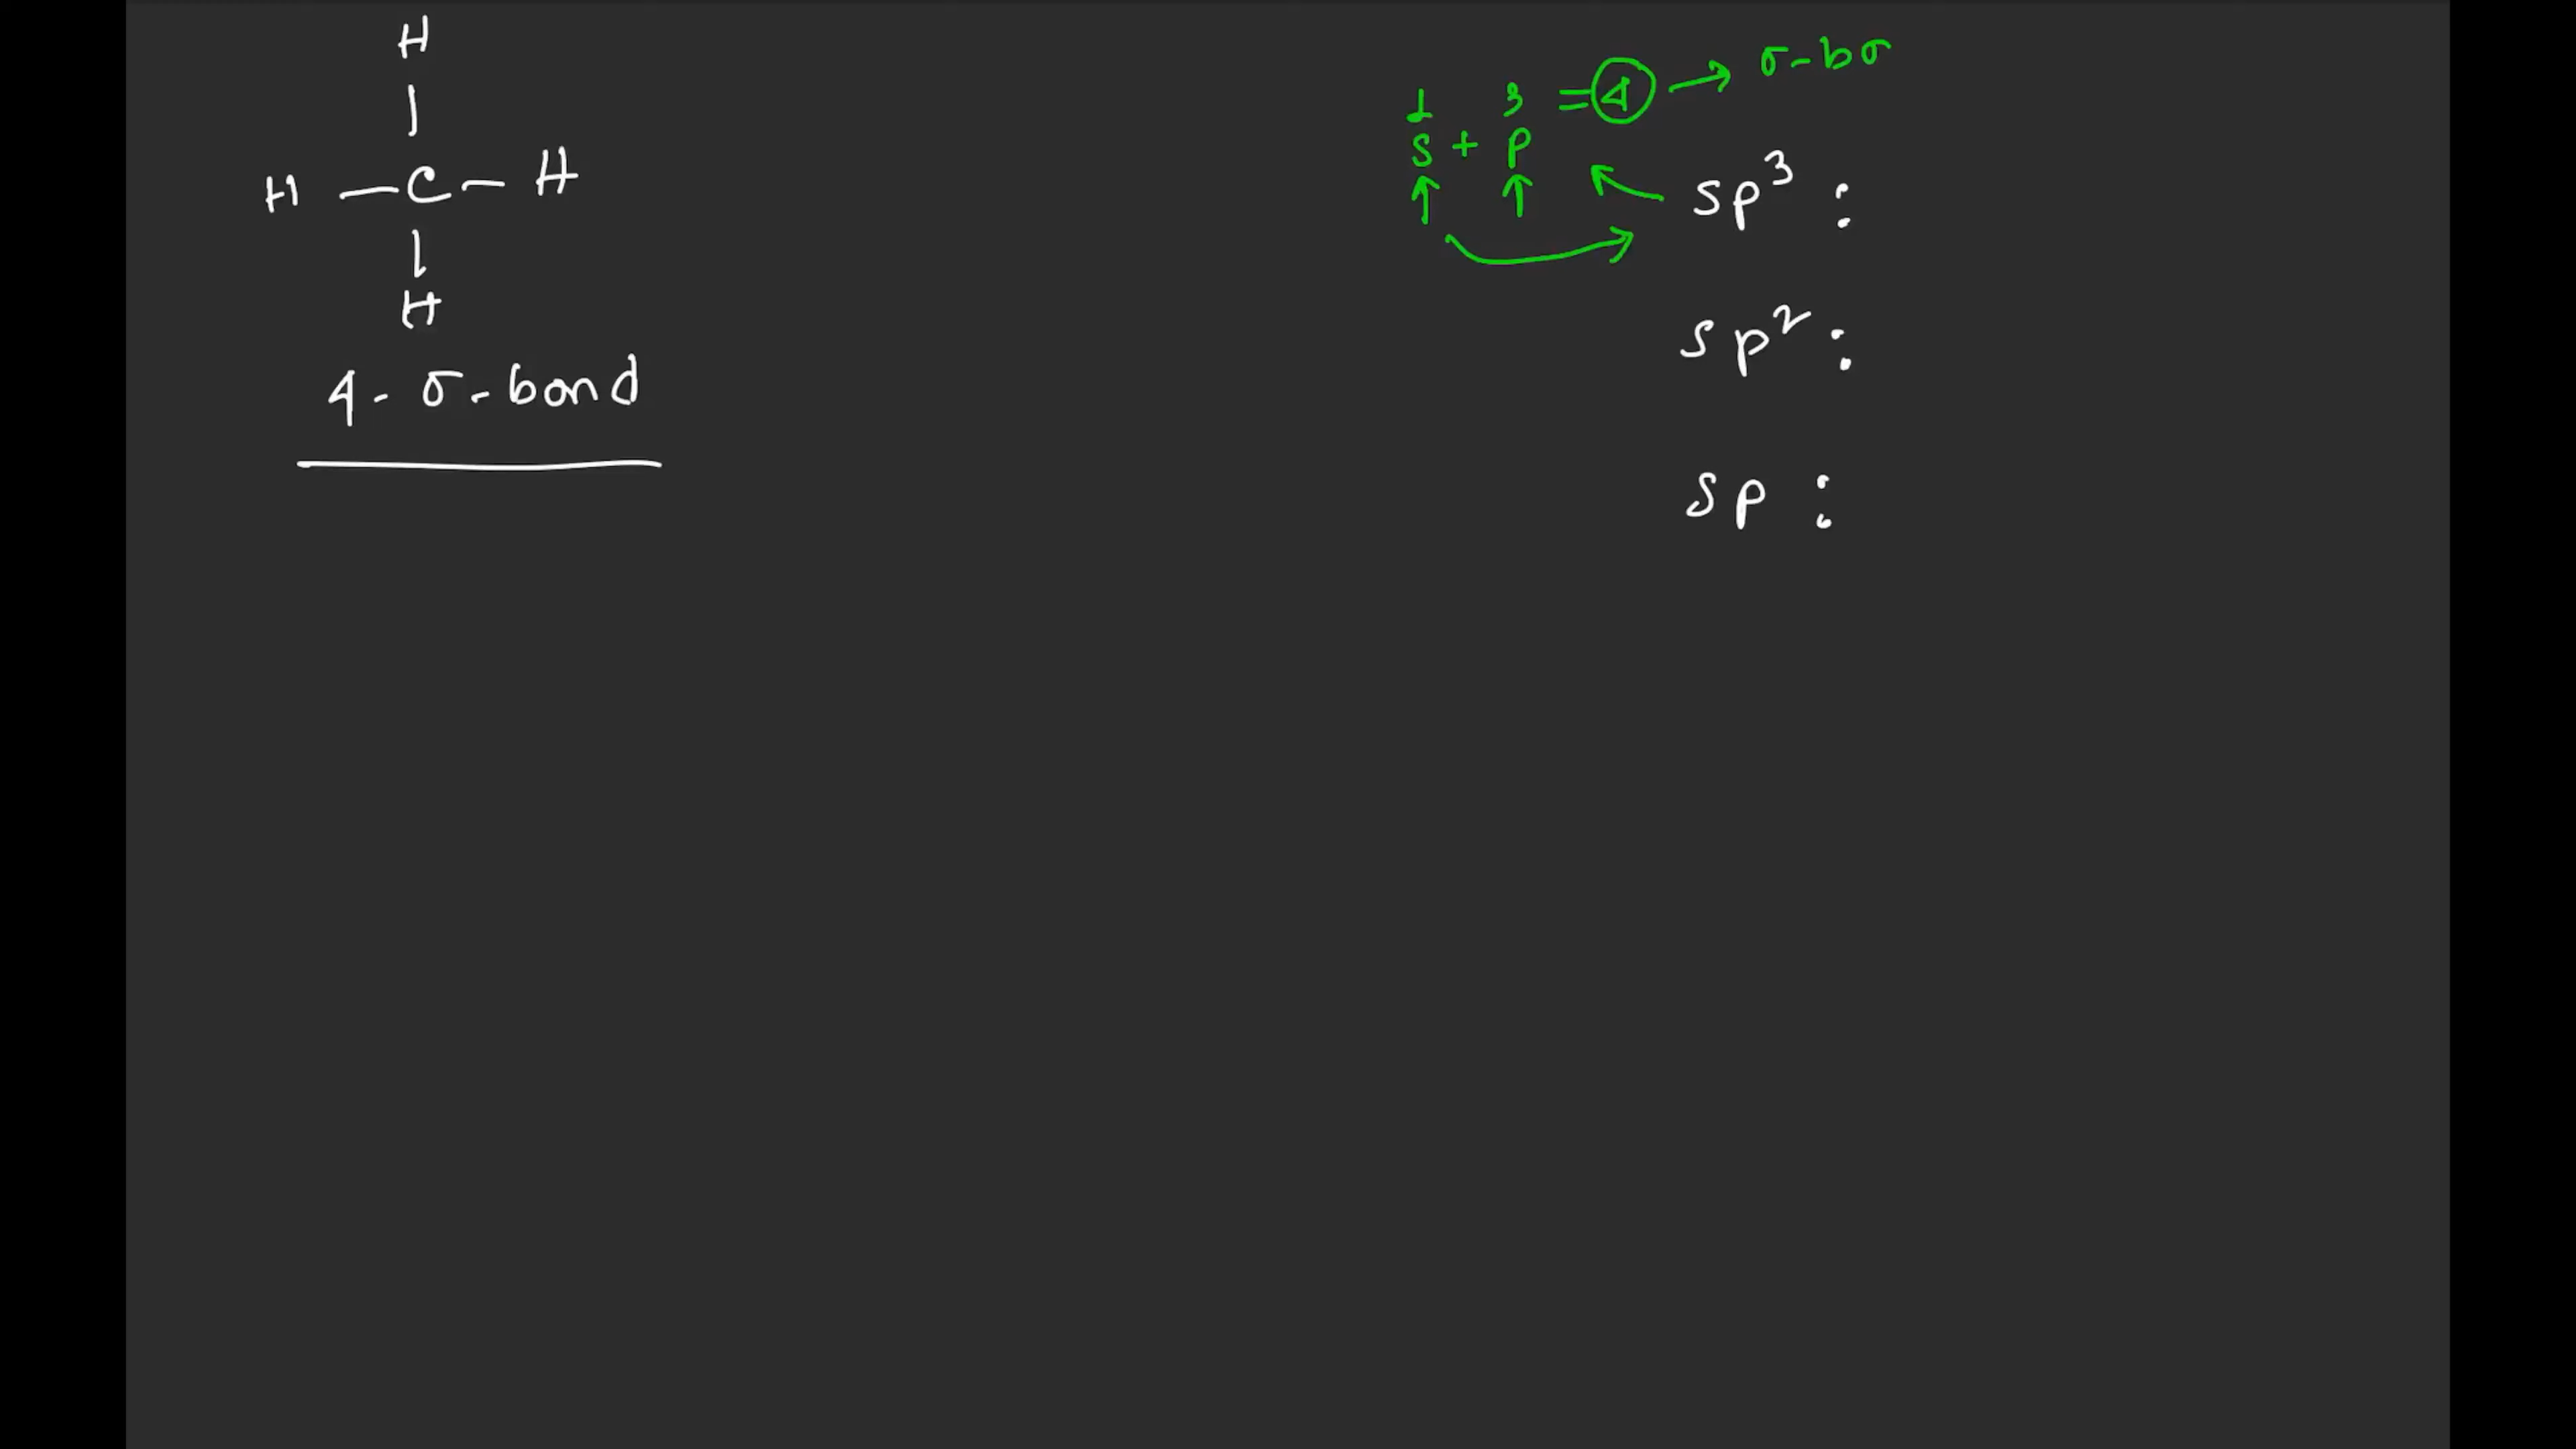 H
|
H — C — H
|
H
4 - σ - bond
1 3 = 4 → σ - bo
s + p
↑ ↑
sp³ :
sp² :
sp :